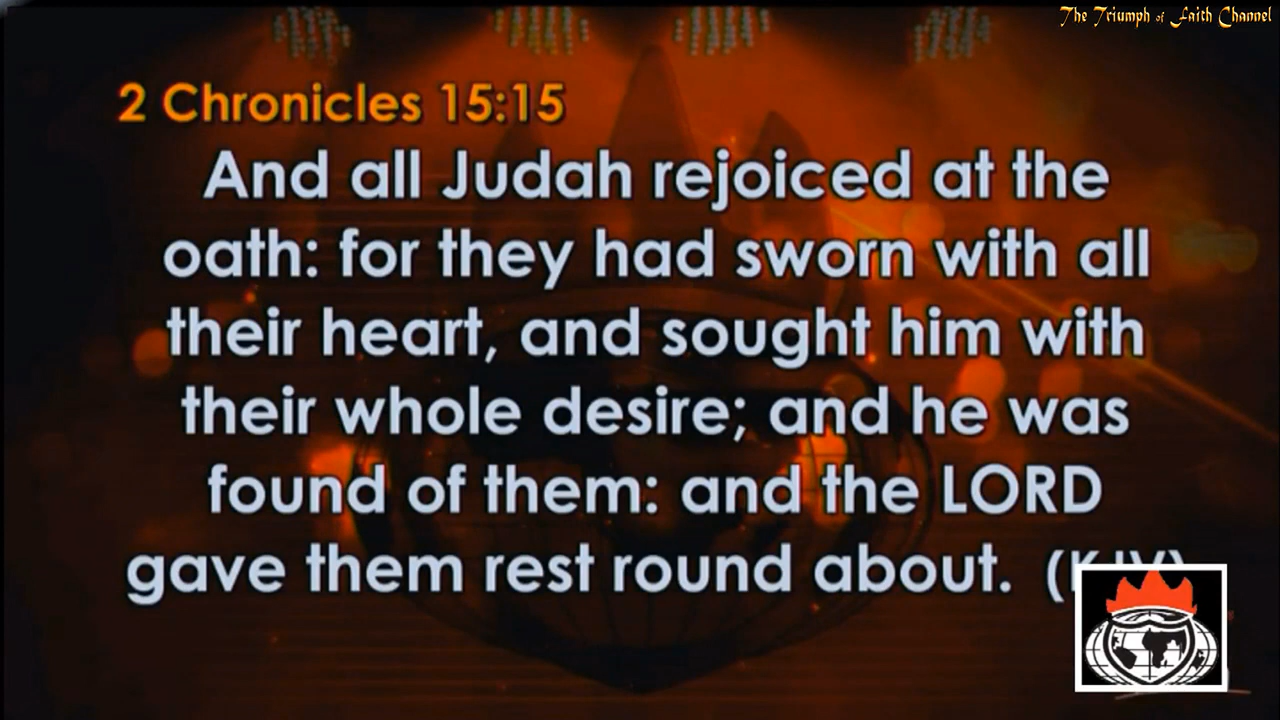 The Triumph of Faith Channel
2 Chronicles 15:15
And all Judah rejoiced at the
oath: for they had sworn with all
their heart, and sought him with
their whole desire; and he was
found of them: and the LORD
gave them rest round about. (KJV)